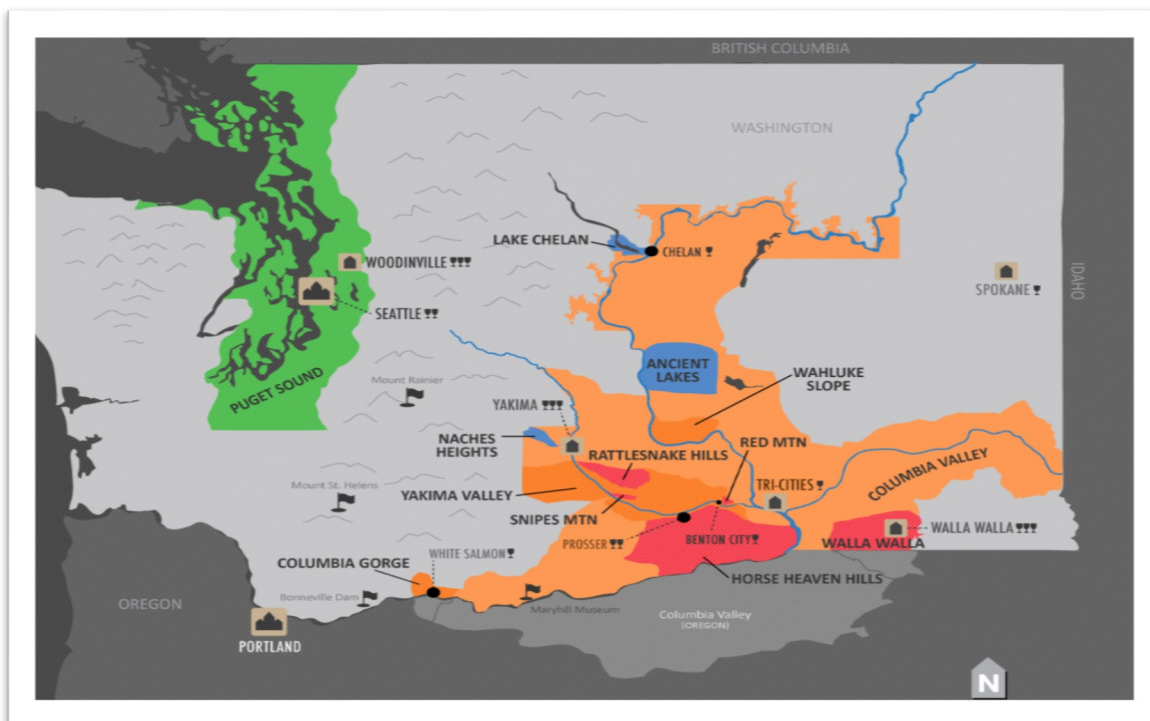 BRITISH COLUMBIA
WASHINGTON
LAKE CHELAN
CHELAN
WOODINVILLE
SPOKANE
IDAHO
SEATTLE
ANCIENT
LAKES
WAHLUKE
SLOPE
Mount Rainier
PUGET SOUND
YAKIMA
NACHES
HEIGHTS
RED MTN
RATTLESNAKE HILLS
COLUMBIA VALLEY
TRI-CITIES
Mount St. Helens
YAKIMA VALLEY
SNIPES MTN
WALLA WALLA
WALLA WALLA
PROSSER
BENTON CITY
WHITE SALMON
COLUMBIA GORGE
HORSE HEAVEN HILLS
Bonneville Dam
OREGON
Maryhill Museum
Columbia Valley
(OREGON)
PORTLAND
N